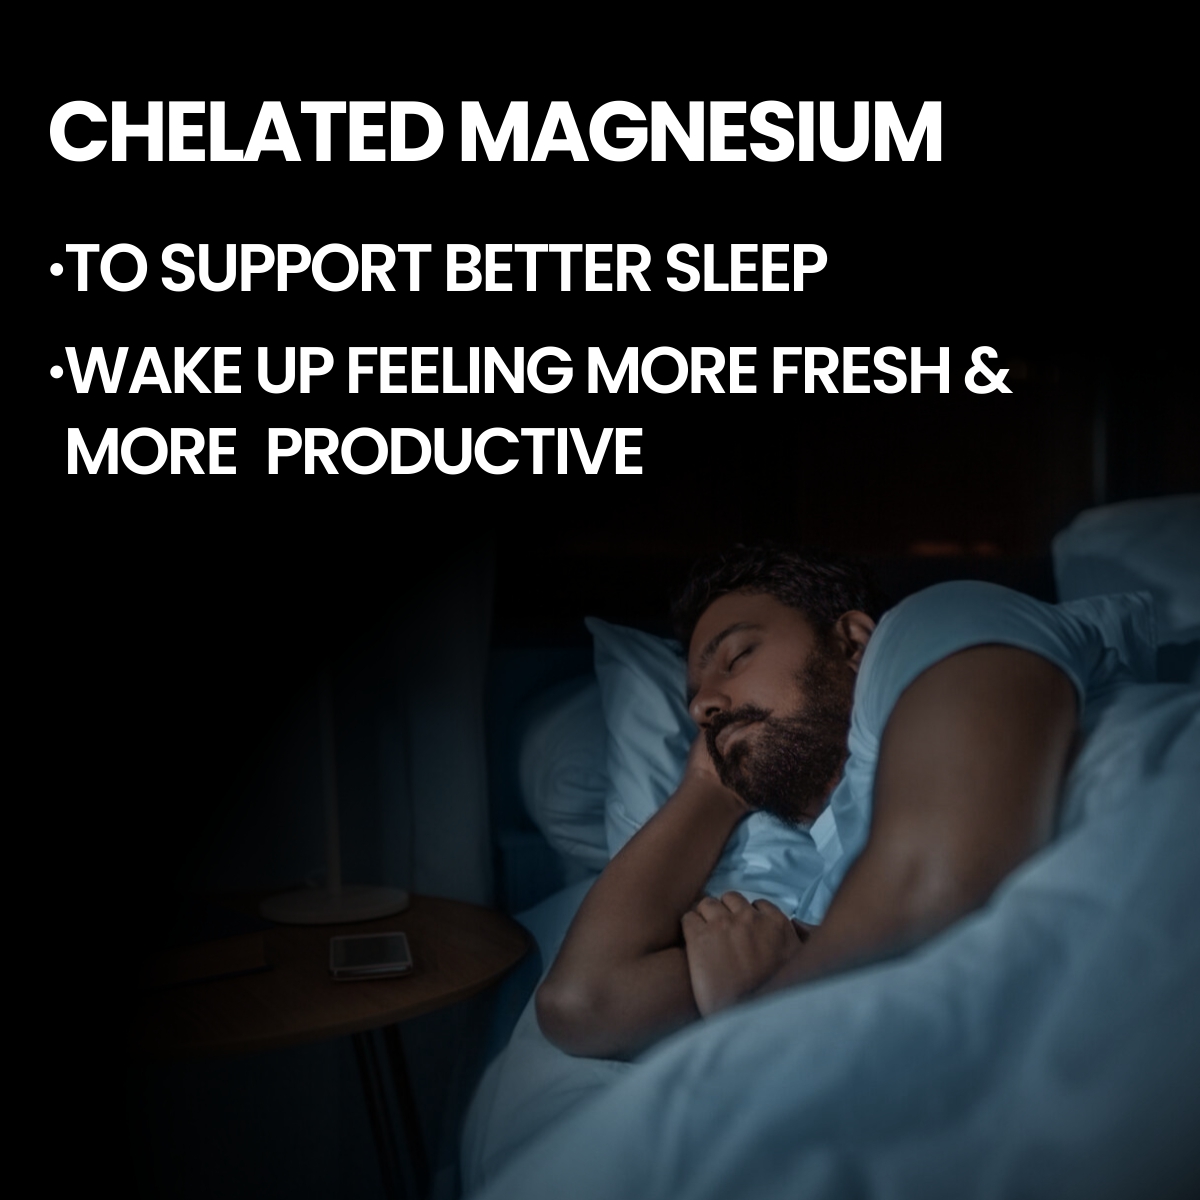 CHELATED MAGNESIUM
•TO SUPPORT BETTER SLEEP
•WAKE UP FEELING MORE FRESH &
MORE PRODUCTIVE